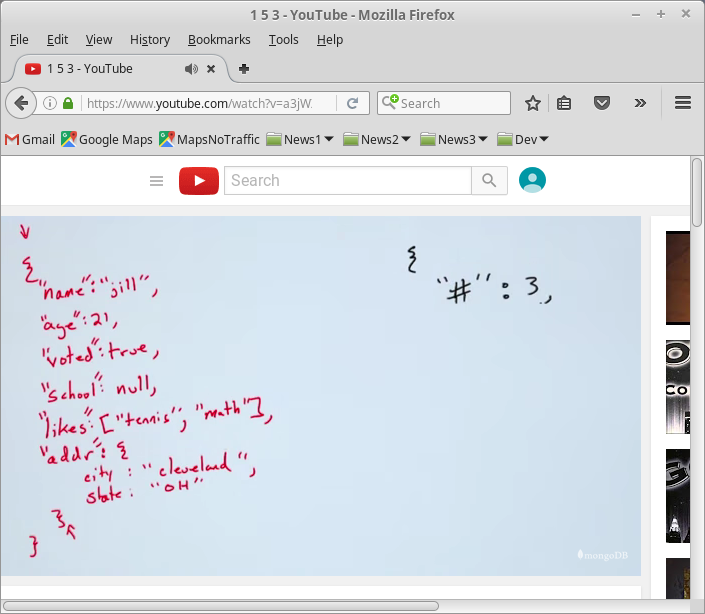 1 5 3 - YouTube - Mozilla Firefox
File Edit View History Bookmarks Tools Help
1 5 3 - YouTube
https://www.youtube.com/watch?v=a3jW
Search
Gmail Google Maps MapsNoTraffic News1 News2 News3 Dev
Search
{
"name":"jill",
"age":21,
"voted":true,
"school": null,
"likes":["tennis", "math"],
"addr": {
city : "cleveland",
state: "OH"
}
}
{
"#": 3,
mongoDB
CO
G